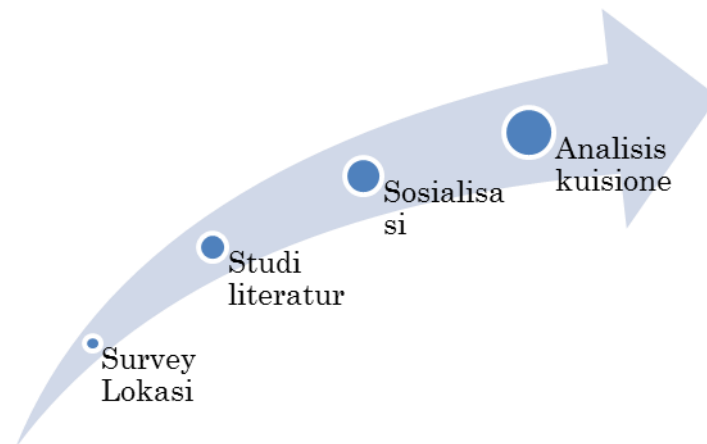 Survey
Lokasi
Studi
literatur
Sosialisa
si
Analisis
kuisione